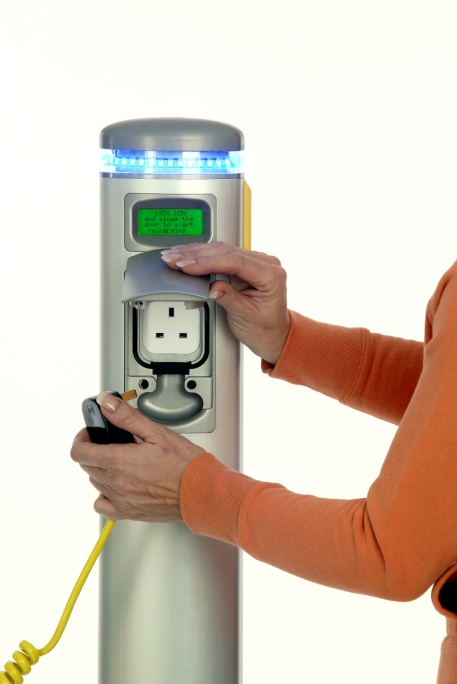 and close the
door to start
recharging